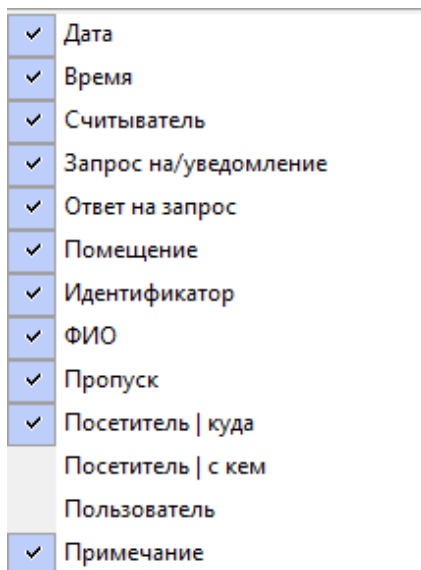 Дата
Время
Считыватель
Запрос на/уведомление
Ответ на запрос
Помещение
Идентификатор
ФИО
Пропуск
Посетитель | куда
Посетитель | с кем
Пользователь
Примечание